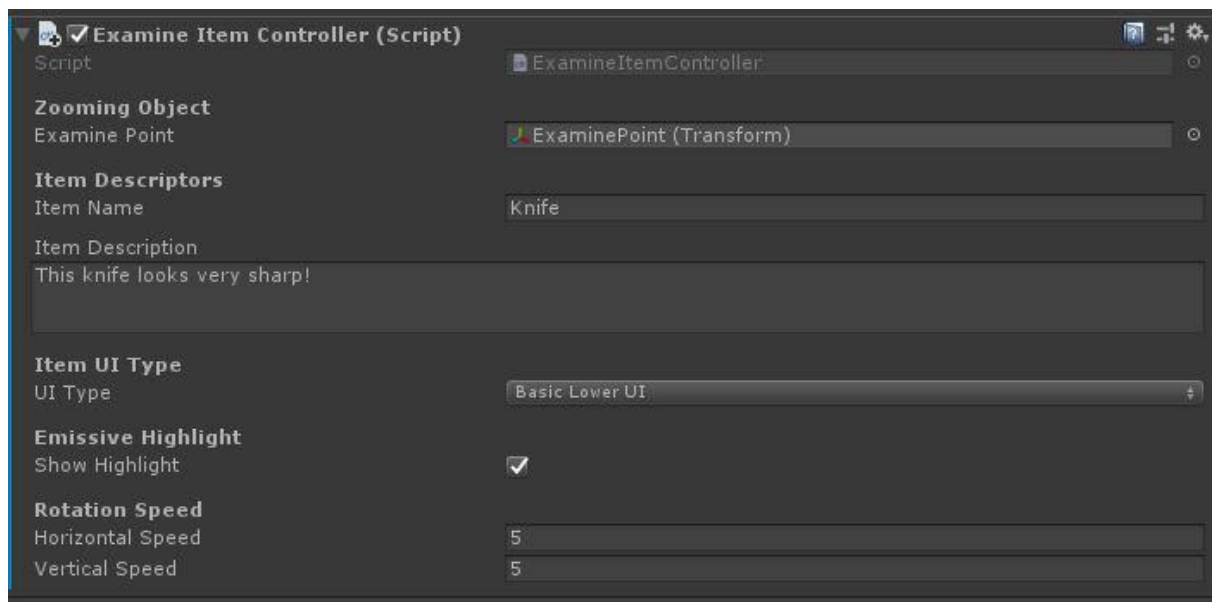 Examine Item Controller (Script)
Script ExamineItemController
Zooming Object
Examine Point ExaminePoint (Transform)
Item Descriptors
Item Name Knife
Item Description
This knife looks very sharp!
Item UI Type
UI Type Basic Lower UI
Emissive Highlight
Show Highlight
Rotation Speed
Horizontal Speed 5
Vertical Speed 5